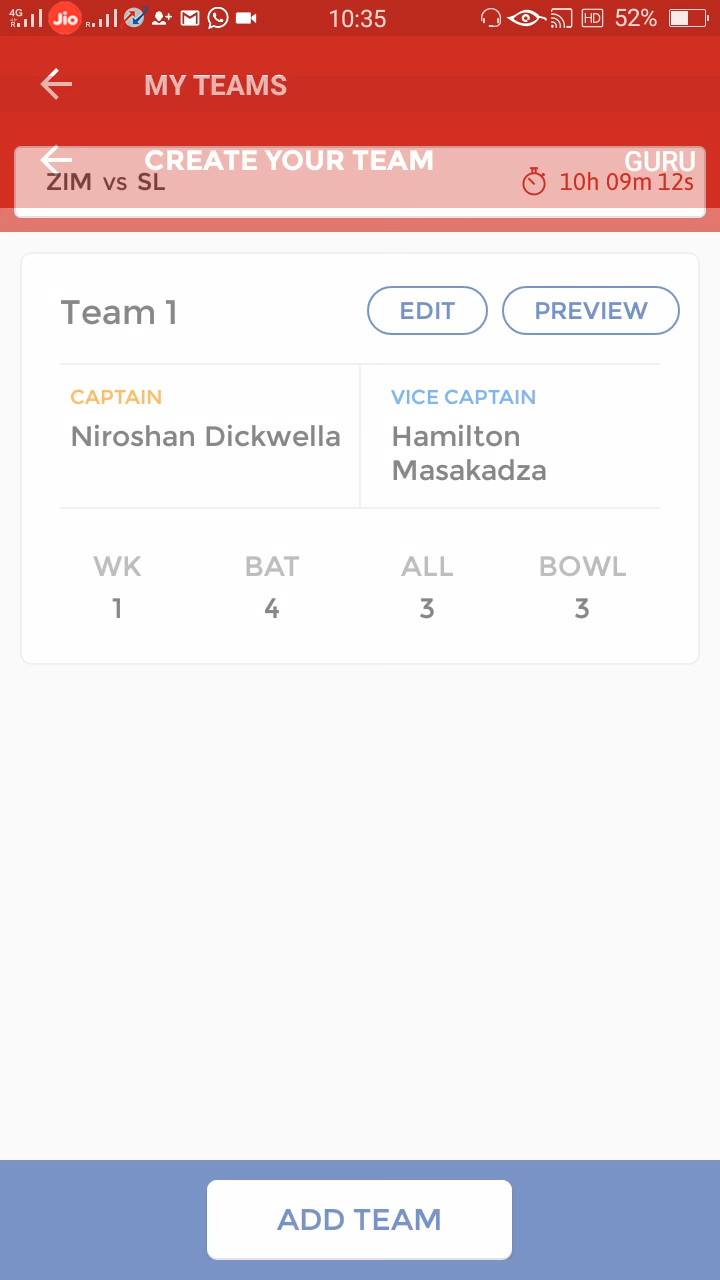 4G R Jio R 10:35 HD 52%
MY TEAMS
CREATE YOUR TEAM GURU
ZIM vs SL 10h 09m 12s
Team 1 EDIT PREVIEW
CAPTAIN VICE CAPTAIN
Niroshan Dickwella Hamilton
Masakadza
WK BAT ALL BOWL
1 4 3 3
ADD TEAM